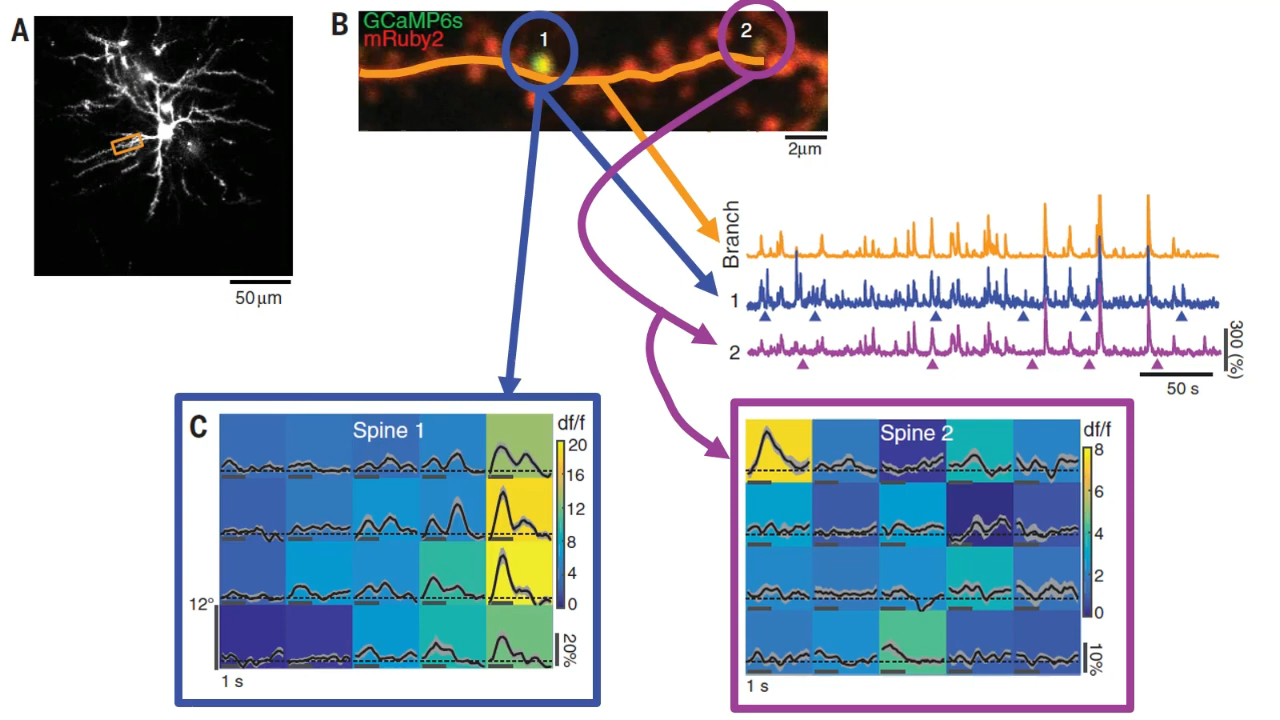 A
50 μm
B
GCaMP6s
mRuby2
1
2
2μm
Branch
1
2
300 (%)
50 s
C
Spine 1
df/f
20
16
12
8
4
0
12°
20%
1 s
Spine 2
df/f
8
6
4
2
0
10%
1 s